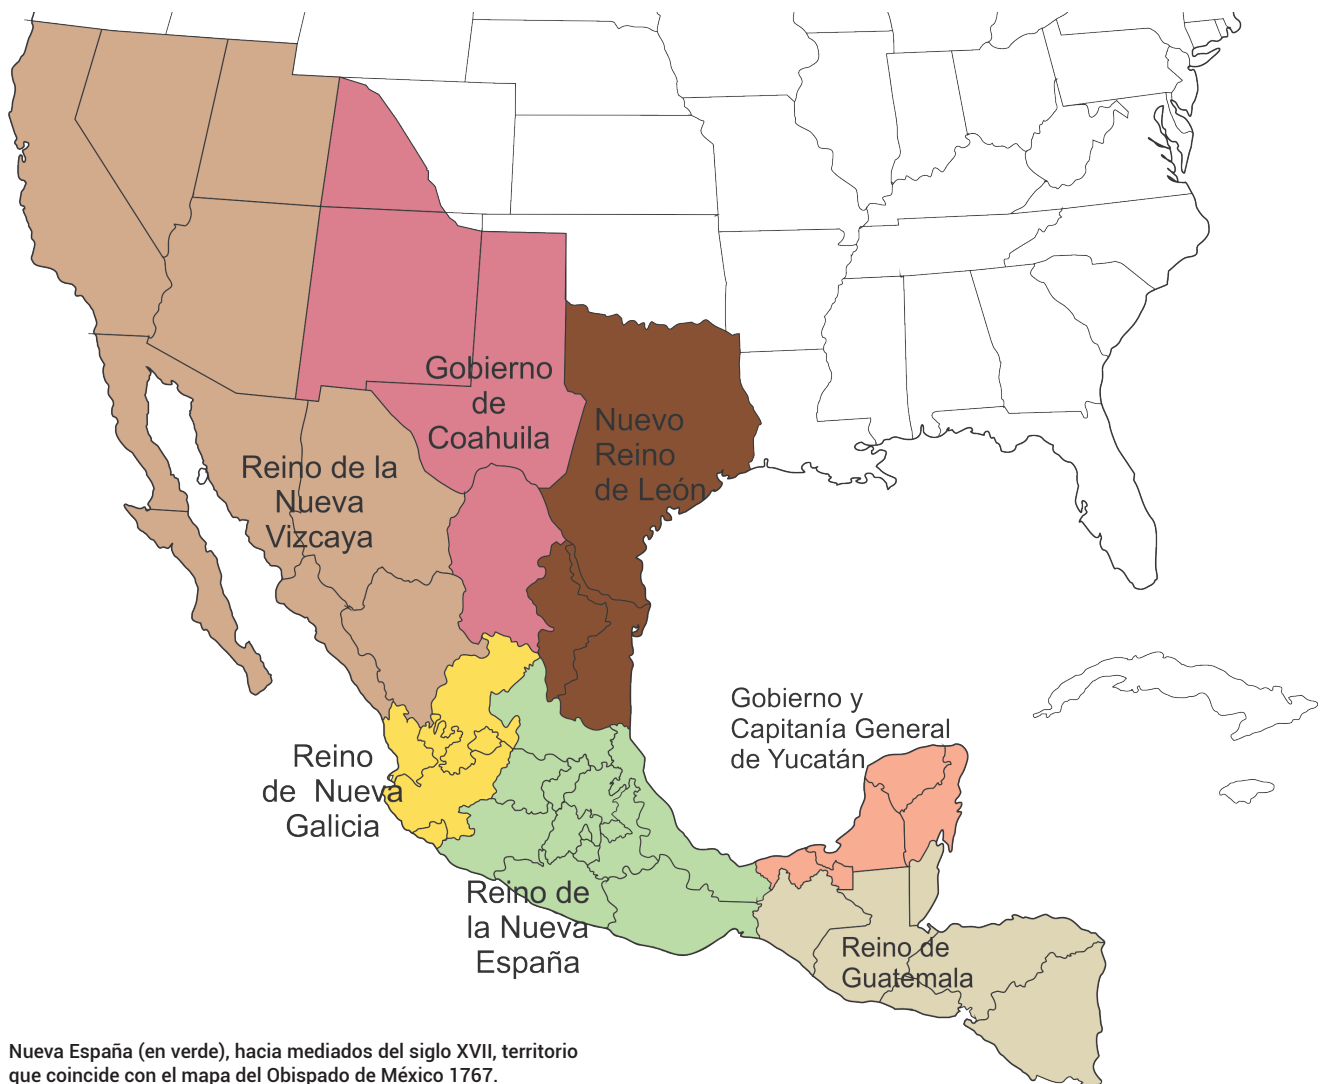 Gobierno
de
Coahuila
Nuevo
Reino
de León
Reino de la
Nueva
Vizcaya
Gobierno y
Capitanía General
de Yucatán
Reino
de Nueva
Galicia
Reino de
la Nueva
España
Reino de
Guatemala
Nueva España (en verde), hacia mediados del siglo XVII, territorio
que coincide con el mapa del Obispado de México 1767.